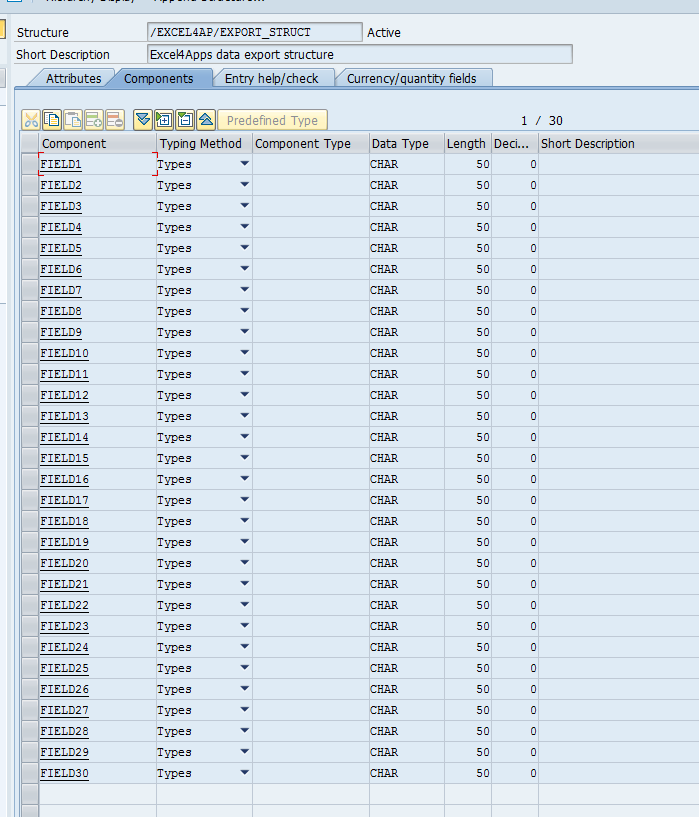 Structure /EXCEL4AP/EXPORT_STRUCT Active
Short Description Excel4Apps data export structure
Attributes Components Entry help/check Currency/quantity fields
Predefined Type 1 / 30
Component Typing Method Component Type Data Type Length Deci... Short Description
FIELD1 Types CHAR 50 0
FIELD2 Types CHAR 50 0
FIELD3 Types CHAR 50 0
FIELD4 Types CHAR 50 0
FIELD5 Types CHAR 50 0
FIELD6 Types CHAR 50 0
FIELD7 Types CHAR 50 0
FIELD8 Types CHAR 50 0
FIELD9 Types CHAR 50 0
FIELD10 Types CHAR 50 0
FIELD11 Types CHAR 50 0
FIELD12 Types CHAR 50 0
FIELD13 Types CHAR 50 0
FIELD14 Types CHAR 50 0
FIELD15 Types CHAR 50 0
FIELD16 Types CHAR 50 0
FIELD17 Types CHAR 50 0
FIELD18 Types CHAR 50 0
FIELD19 Types CHAR 50 0
FIELD20 Types CHAR 50 0
FIELD21 Types CHAR 50 0
FIELD22 Types CHAR 50 0
FIELD23 Types CHAR 50 0
FIELD24 Types CHAR 50 0
FIELD25 Types CHAR 50 0
FIELD26 Types CHAR 50 0
FIELD27 Types CHAR 50 0
FIELD28 Types CHAR 50 0
FIELD29 Types CHAR 50 0
FIELD30 Types CHAR 50 0